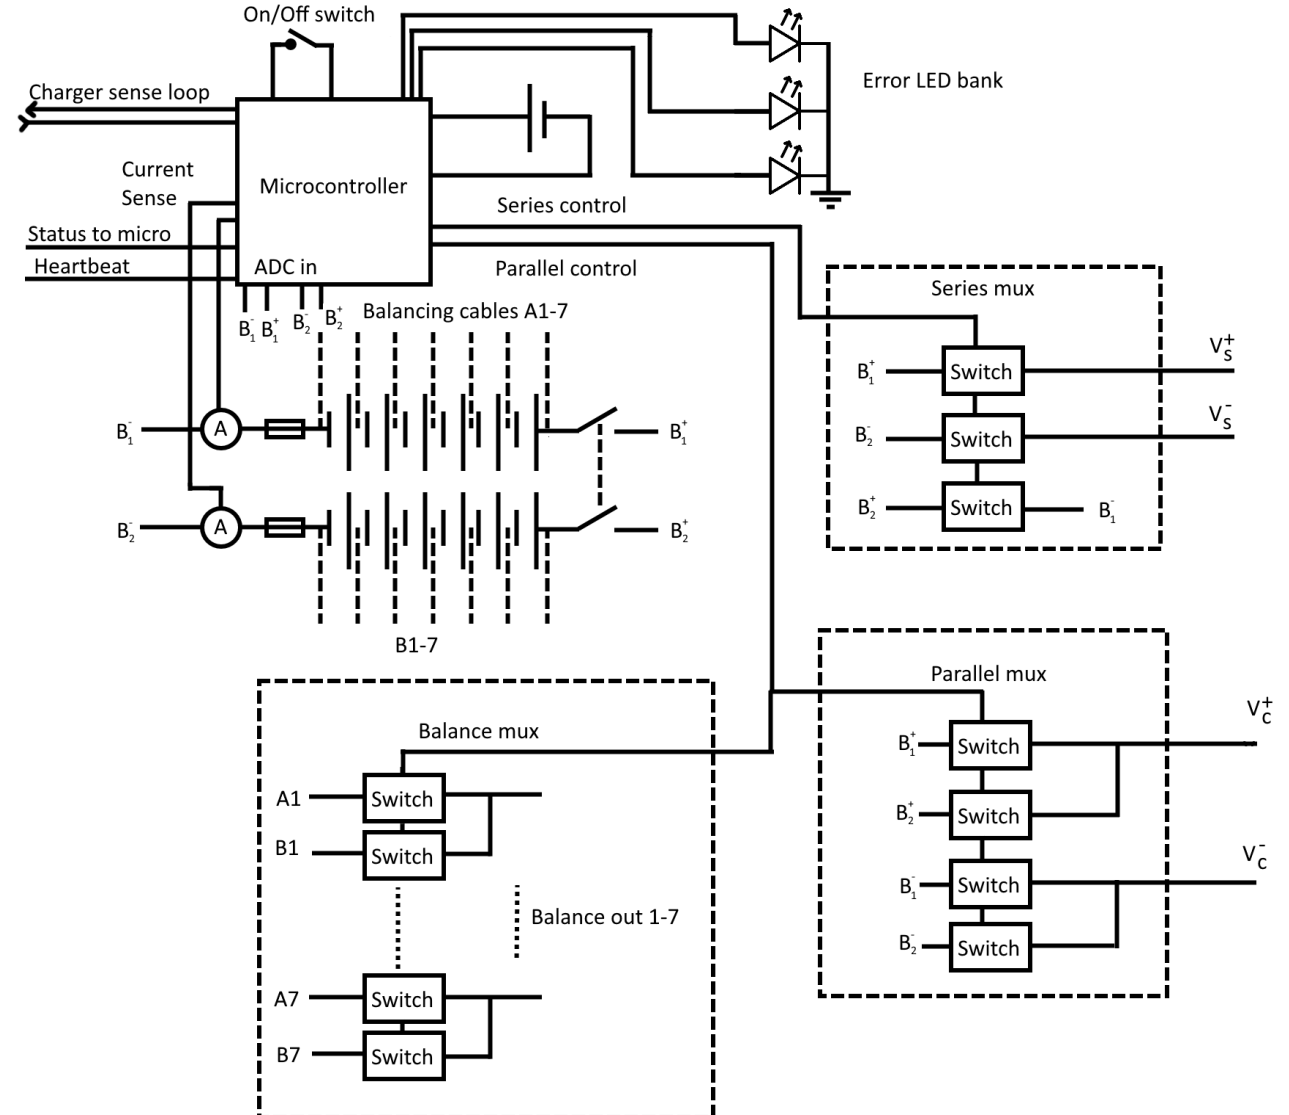 On/Off switch
Charger sense loop
Error LED bank
Current
Sense
Microcontroller
Series control
Status to micro
Heartbeat
ADC in
Parallel control
B₁⁻ B₁⁺ B₂⁻ B₂⁺
Balancing cables A1-7
Series mux
B₁⁺ Switch Vs⁺
B₂⁻ Switch Vs⁻
B₂⁺ Switch B₁⁻
B₁⁻ A B₁⁺
B₂⁻ A B₂⁺
B1-7
Parallel mux
B₁⁺ Switch Vc⁺
B₂⁺ Switch
B₁⁻ Switch Vc⁻
B₂⁻ Switch
Balance mux
A1 Switch
B1 Switch
Balance out 1-7
A7 Switch
B7 Switch